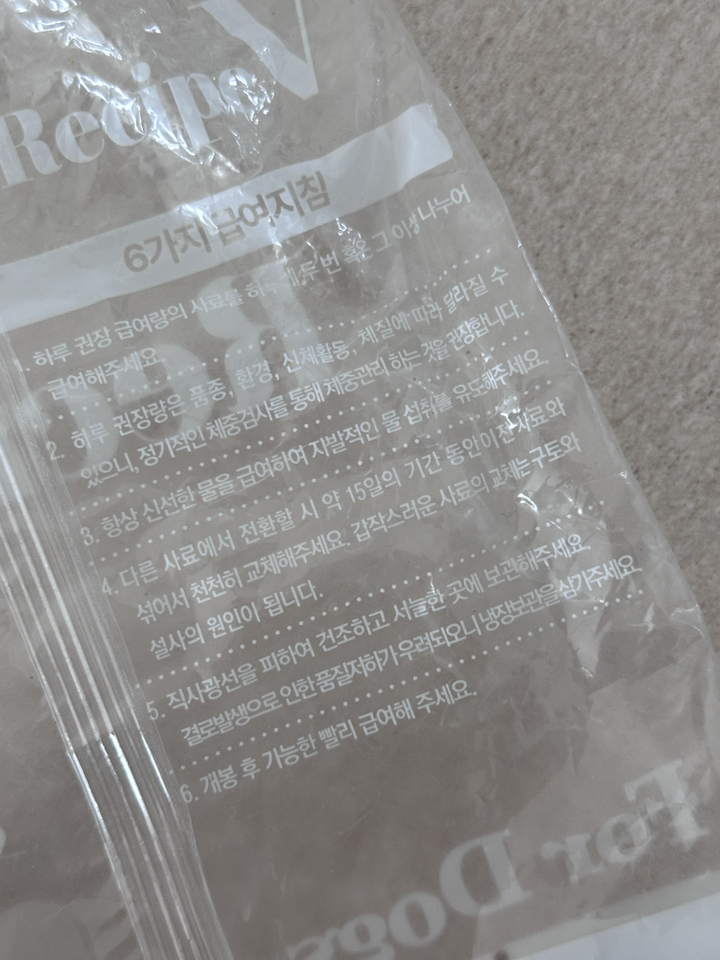 Recipe
6가지 급여지침
하루 권장 급여량의 사료를 하루에 두 번 혹은 그 이상 나누어
급여해주세요.
2. 하루 권장량은 품종, 환경, 신체활동, 체질에 따라 달라질 수
있으니, 정기적인 체중검사를 통해 체중관리 하는 것을 권장합니다.
3. 항상 신선한 물을 급여하여 자발적인 물 섭취를 유도해주세요.
4. 다른 사료에서 전환할 시 약 15일의 기간 동안 이전 사료와
섞어서 천천히 교체해주세요. 갑작스러운 사료의 교체는 구토와
설사의 원인이 됩니다.
5. 직사광선을 피하여 건조하고 서늘한 곳에 보관해주세요.
결로발생으로 인한 품질저하가 우려되오니 냉장보관을 삼가주세요.
6. 개봉 후 가능한 빨리 급여해 주세요.
For Dogs